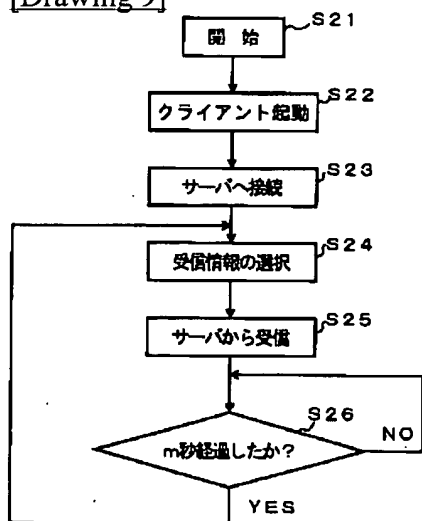 [Drawing 9]
S21
開 始
S22
クライアント起動
S23
サーバへ接続
S24
受信情報の選択
S25
サーバから受信
S26
m秒経過したか?
NO
YES